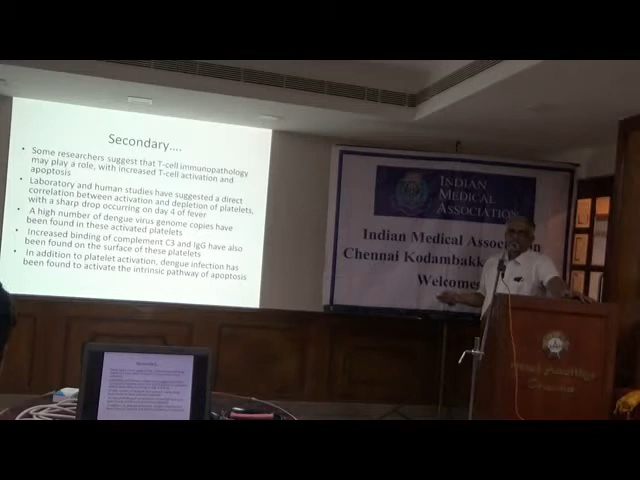 Secondary....
• Some researchers suggest that T-cell immunopathology
may play a role, with increased T-cell activation and
apoptosis
• Laboratory and human studies have suggested a direct
correlation between activation and depletion of platelets,
with a sharp drop occurring on day 4 of fever
• A high number of dengue virus genome copies have
been found in these activated platelets
• Increased binding of complement C3 and IgG have also
been found on the surface of these platelets
• In addition to platelet activation, dengue infection has
been found to activate the intrinsic pathway of apoptosis
INDIAN
MEDICAL
ASSOCIATION
Indian Medical Association
Chennai Kodambakk
Welcomes
Secondary....